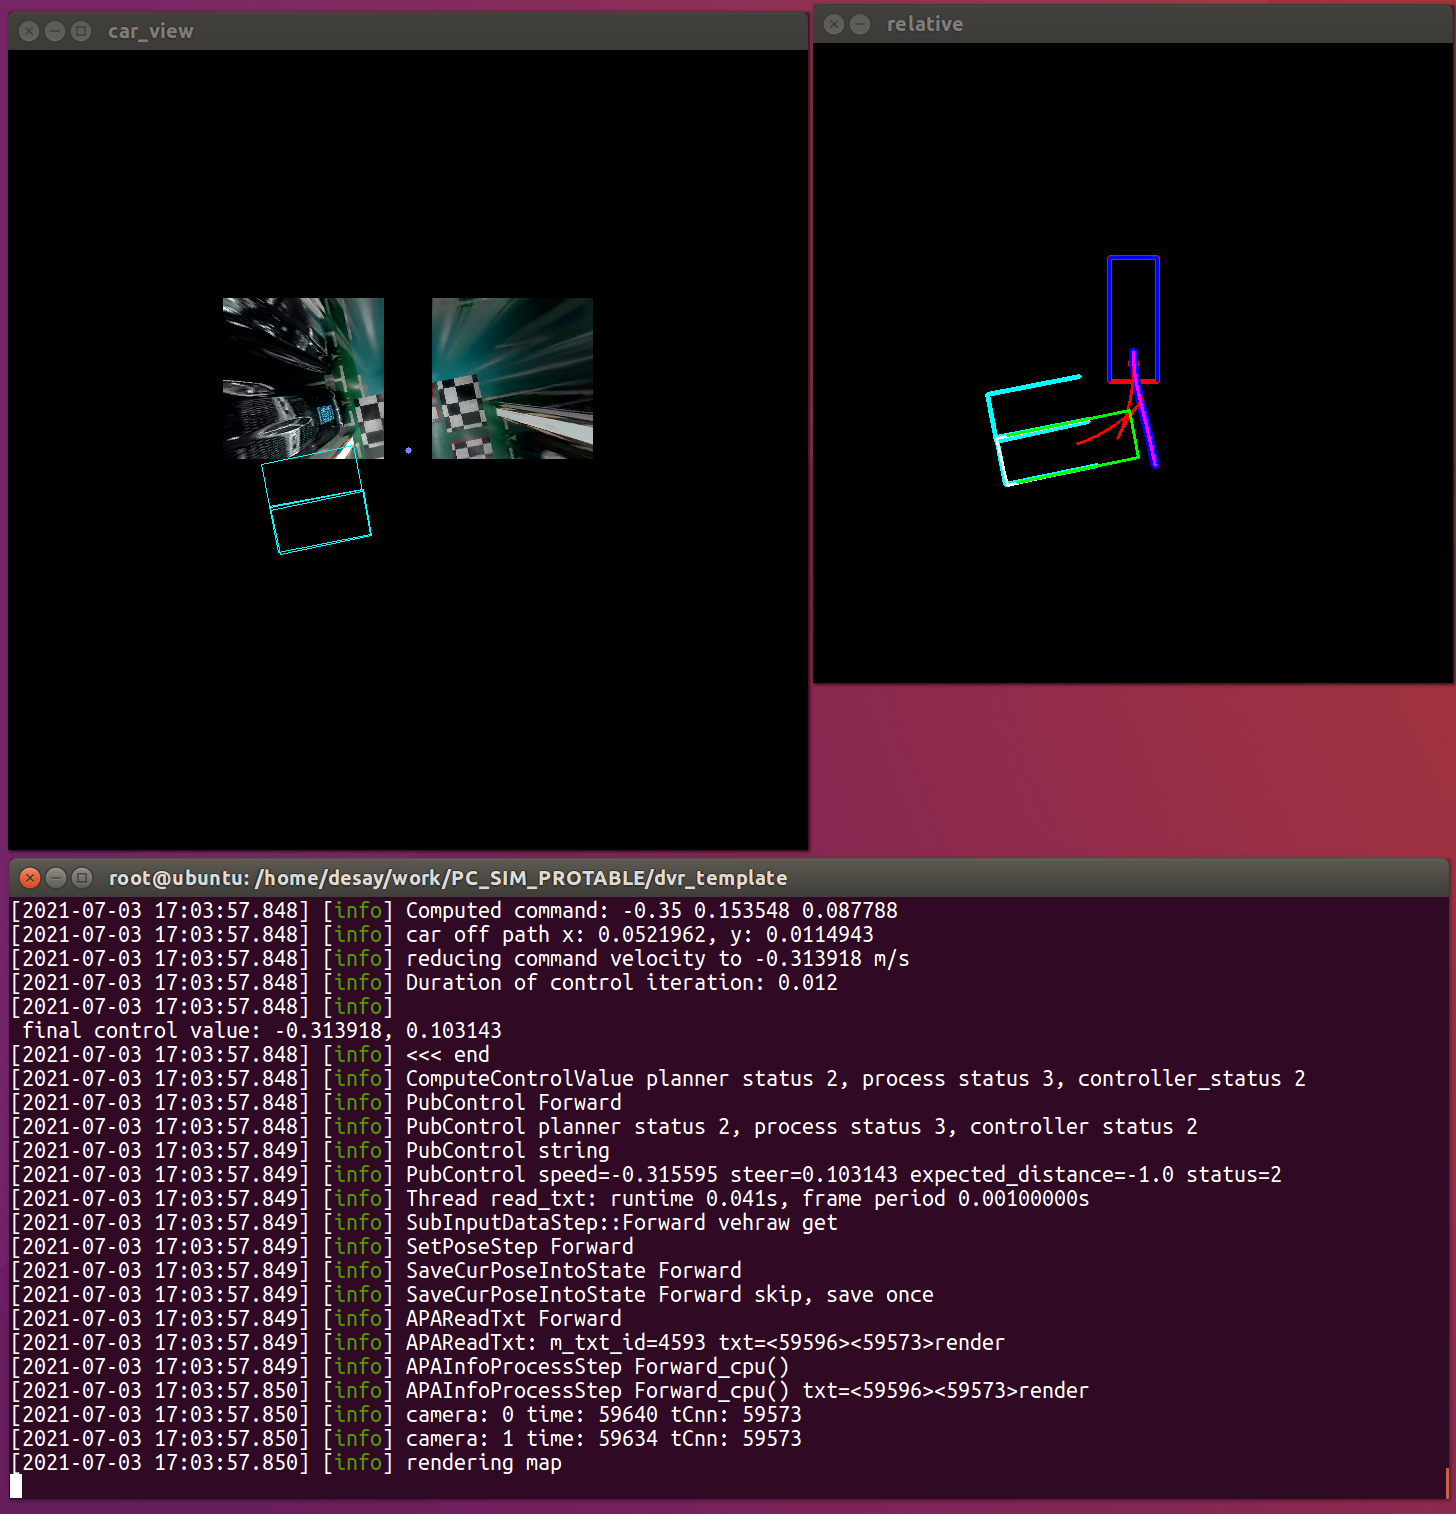 car_view
relative
root@ubuntu: /home/desay/work/PC_SIM_PROTABLE/dvr_template
[2021-07-03 17:03:57.848] [info] Computed command: -0.35 0.153548 0.087788
[2021-07-03 17:03:57.848] [info] car off path x: 0.0521962, y: 0.0114943
[2021-07-03 17:03:57.848] [info] reducing command velocity to -0.313918 m/s
[2021-07-03 17:03:57.848] [info] Duration of control iteration: 0.012
[2021-07-03 17:03:57.848] [info]
final control value: -0.313918, 0.103143
[2021-07-03 17:03:57.848] [info] <<< end
[2021-07-03 17:03:57.848] [info] ComputeControlValue planner status 2, process status 3, controller_status 2
[2021-07-03 17:03:57.848] [info] PubControl Forward
[2021-07-03 17:03:57.848] [info] PubControl planner status 2, process status 3, controller status 2
[2021-07-03 17:03:57.849] [info] PubControl string
[2021-07-03 17:03:57.849] [info] PubControl speed=-0.315595 steer=0.103143 expected_distance=-1.0 status=2
[2021-07-03 17:03:57.849] [info] Thread read_txt: runtime 0.041s, frame period 0.00100000s
[2021-07-03 17:03:57.849] [info] SubInputDataStep::Forward vehraw get
[2021-07-03 17:03:57.849] [info] SetPoseStep Forward
[2021-07-03 17:03:57.849] [info] SaveCurPoseIntoState Forward
[2021-07-03 17:03:57.849] [info] SaveCurPoseIntoState Forward skip, save once
[2021-07-03 17:03:57.849] [info] APAReadTxt Forward
[2021-07-03 17:03:57.849] [info] APAReadTxt: m_txt_id=4593 txt=<59596><59573>render
[2021-07-03 17:03:57.849] [info] APAInfoProcessStep Forward_cpu()
[2021-07-03 17:03:57.850] [info] APAInfoProcessStep Forward_cpu() txt=<59596><59573>render
[2021-07-03 17:03:57.850] [info] camera: 0 time: 59640 tCnn: 59573
[2021-07-03 17:03:57.850] [info] camera: 1 time: 59634 tCnn: 59573
[2021-07-03 17:03:57.850] [info] rendering map